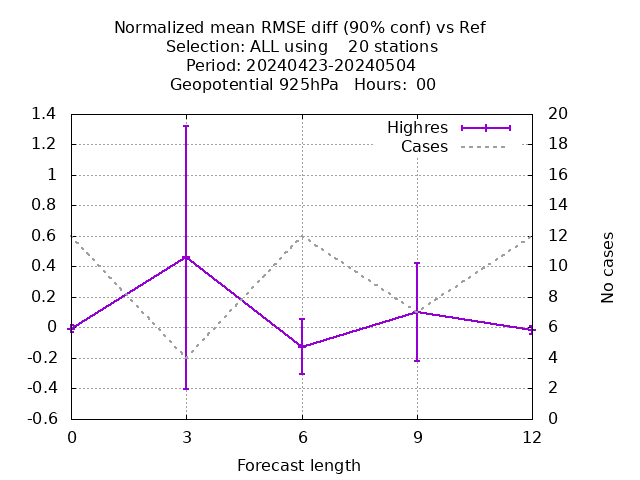 Normalized mean RMSE diff (90% conf) vs Ref
Selection: ALL using    20 stations
Period: 20240423-20240504
Geopotential 925hPa   Hours:  00
Highres
Cases
1.4
1.2
1
0.8
0.6
0.4
0.2
0
-0.2
-0.4
-0.6
20
18
16
14
12
10
8
6
4
2
0
No cases
0 3 6 9 12
Forecast length